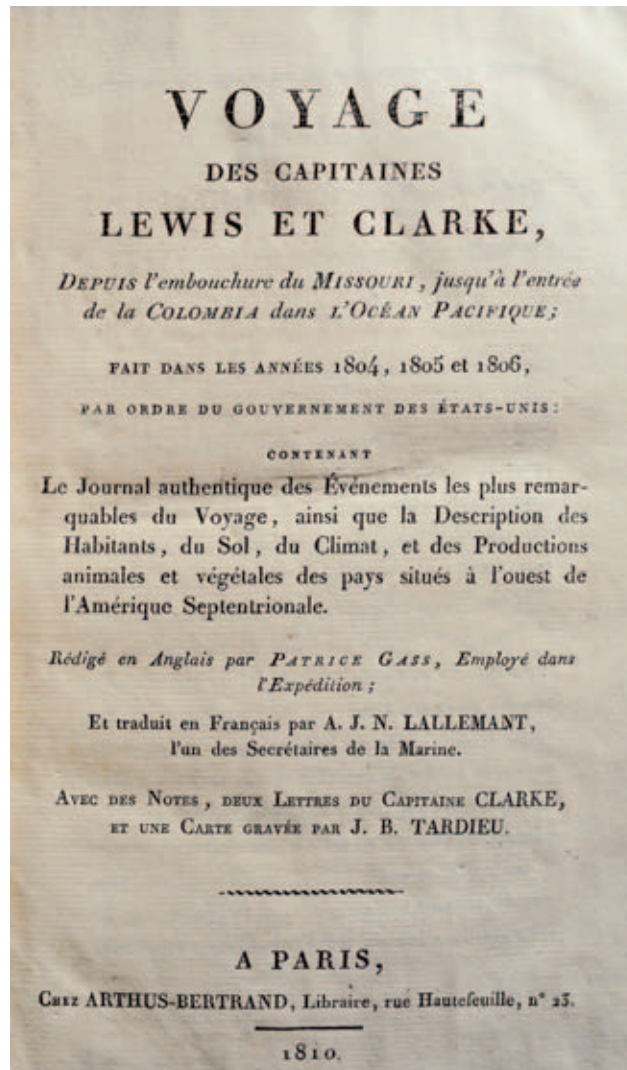 VOYAGE
DES CAPITAINES
LEWIS ET CLARKE,
DEPUIS l'embouchure du MISSOURI, jusqu'à l'entrée
de la COLOMBIA dans L'OCÉAN PACIFIQUE;
FAIT DANS LES ANNÉES 1804, 1805 et 1806,
PAR ORDRE DU GOUVERNEMENT DES ÉTATS-UNIS:
CONTENANT
Le Journal authentique des Événements les plus remar-
quables du Voyage, ainsi que la Description des
Habitants, du Sol, du Climat, et des Productions
animales et végétales des pays situés à l'ouest de
l'Amérique Septentrionale.
Rédigé en Anglais par PATRICE GASS, Employé dans
l'Expédition;
Et traduit en Français par A. J. N. LALLEMANT,
l'un des Secrétaires de la Marine.
AVEC DES NOTES, DEUX LETTRES DU CAPITAINE CLARKE,
ET UNE CARTE GRAVÉE PAR J. B. TARDIEU.
A PARIS,
CHEZ ARTHUS-BERTRAND, Libraire, rue Hautefeuille, n° 23.
1810.